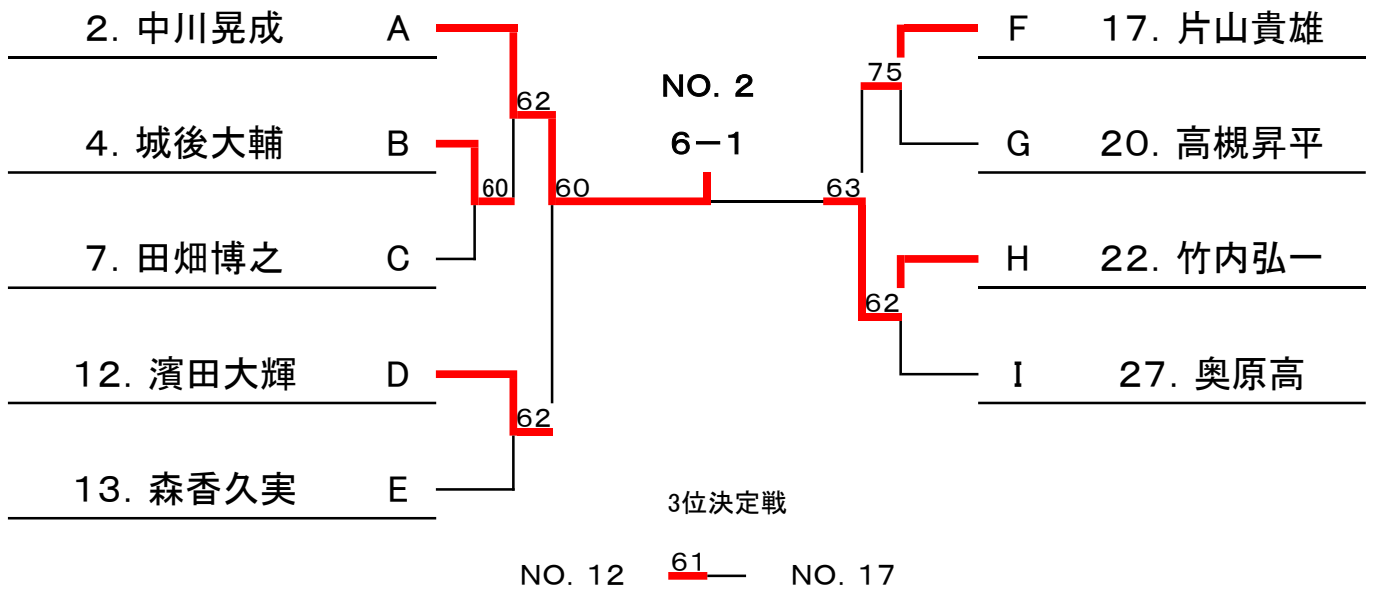 2. 中川晃成 A
62
4. 城後大輔 B
60
7. 田畑博之 C
60
12. 濱田大輝 D
62
13. 森香久実 E
NO. 2
6－1
F 17. 片山貴雄
75
G 20. 高槻昇平
63
H 22. 竹内弘一
62
I 27. 奥原高
3位決定戦
NO. 12 61 NO. 17